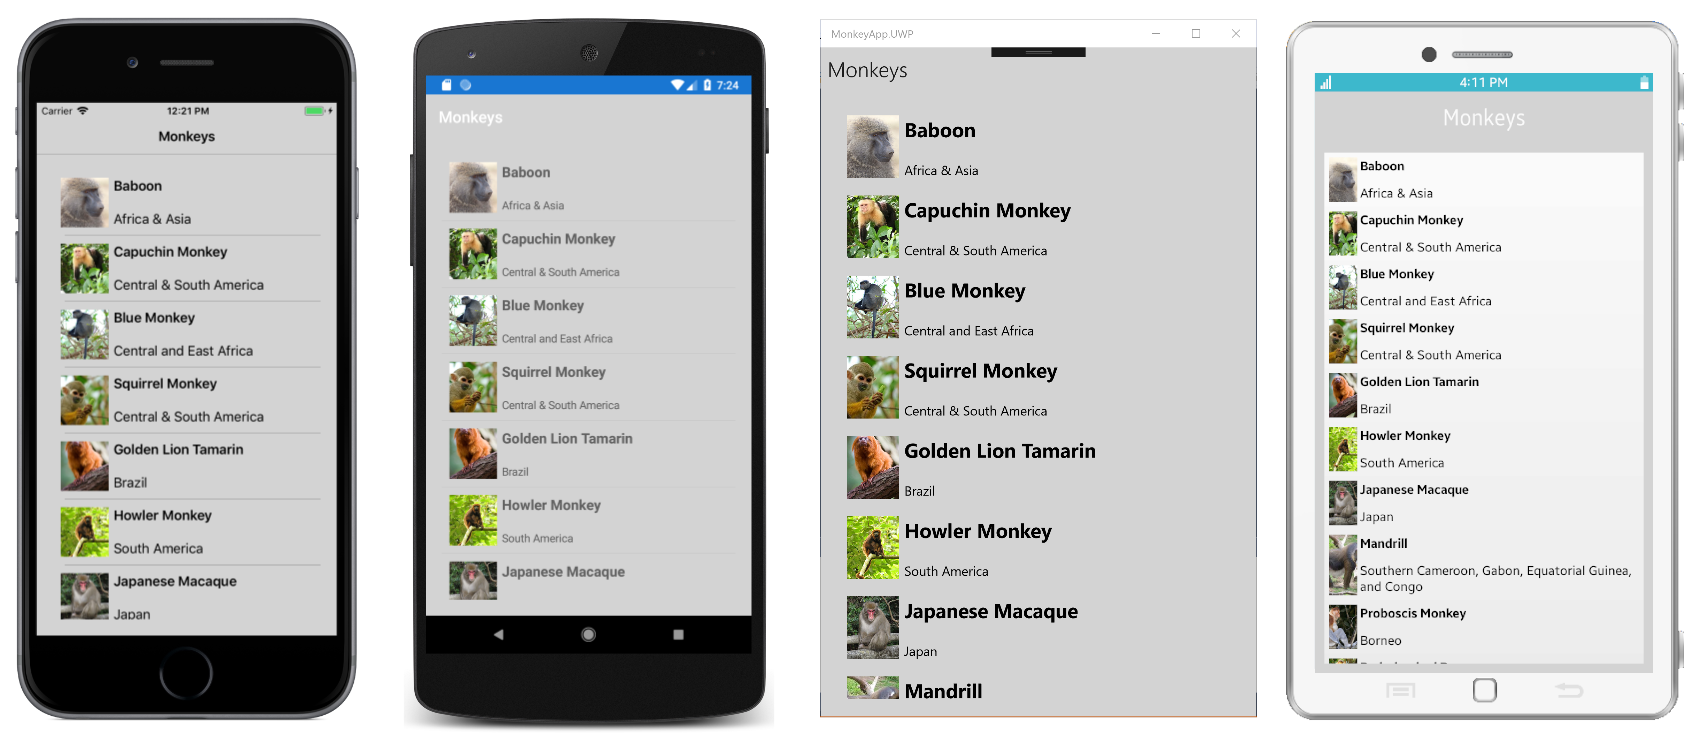 Carrier
12:21 PM
Monkeys
Baboon
Africa & Asia
Capuchin Monkey
Central & South America
Blue Monkey
Central and East Africa
Squirrel Monkey
Central & South America
Golden Lion Tamarin
Brazil
Howler Monkey
South America
Japanese Macaque
Japan
7:24
Monkeys
Baboon
Africa & Asia
Capuchin Monkey
Central & South America
Blue Monkey
Central and East Africa
Squirrel Monkey
Central & South America
Golden Lion Tamarin
Brazil
Howler Monkey
South America
Japanese Macaque
MonkeyApp.UWP
Monkeys
Baboon
Africa & Asia
Capuchin Monkey
Central & South America
Blue Monkey
Central and East Africa
Squirrel Monkey
Central & South America
Golden Lion Tamarin
Brazil
Howler Monkey
South America
Japanese Macaque
Japan
Mandrill
4:11 PM
Monkeys
Baboon
Africa & Asia
Capuchin Monkey
Central & South America
Blue Monkey
Central and East Africa
Squirrel Monkey
Central & South America
Golden Lion Tamarin
Brazil
Howler Monkey
South America
Japanese Macaque
Japan
Mandrill
Southern Cameroon, Gabon, Equatorial Guinea,
and Congo
Proboscis Monkey
Borneo